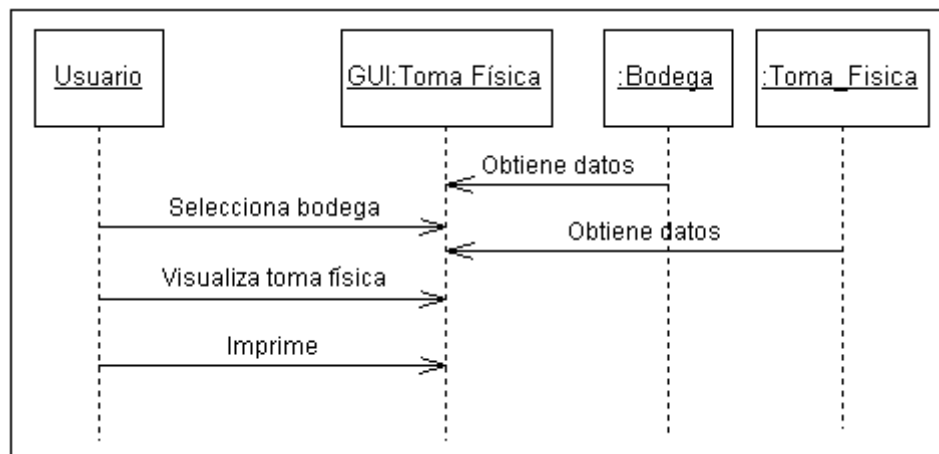 Usuario
GUI:Toma Física
:Bodega
:Toma_Fisica
Obtiene datos
Selecciona bodega
Obtiene datos
Visualiza toma física
Imprime